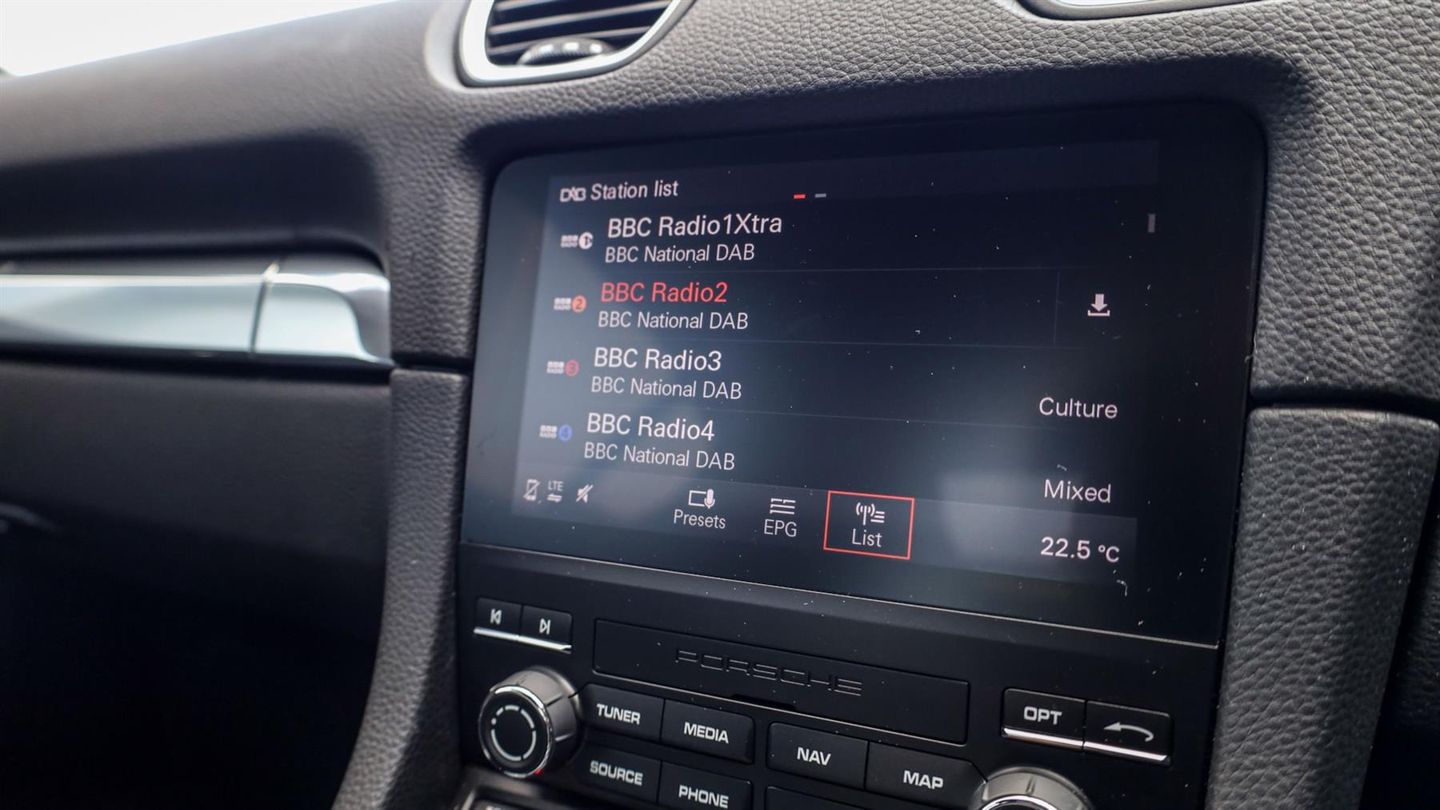 DAB Station list
BBC Radio1Xtra
BBC National DAB
BBC Radio2
BBC National DAB
BBC Radio3
BBC National DAB
Culture
BBC Radio4
BBC National DAB
Mixed
LTE
Presets
EPG
List
22.5 °C
PORSCHE
TUNER
MEDIA
NAV
MAP
OPT
SOURCE
PHONE